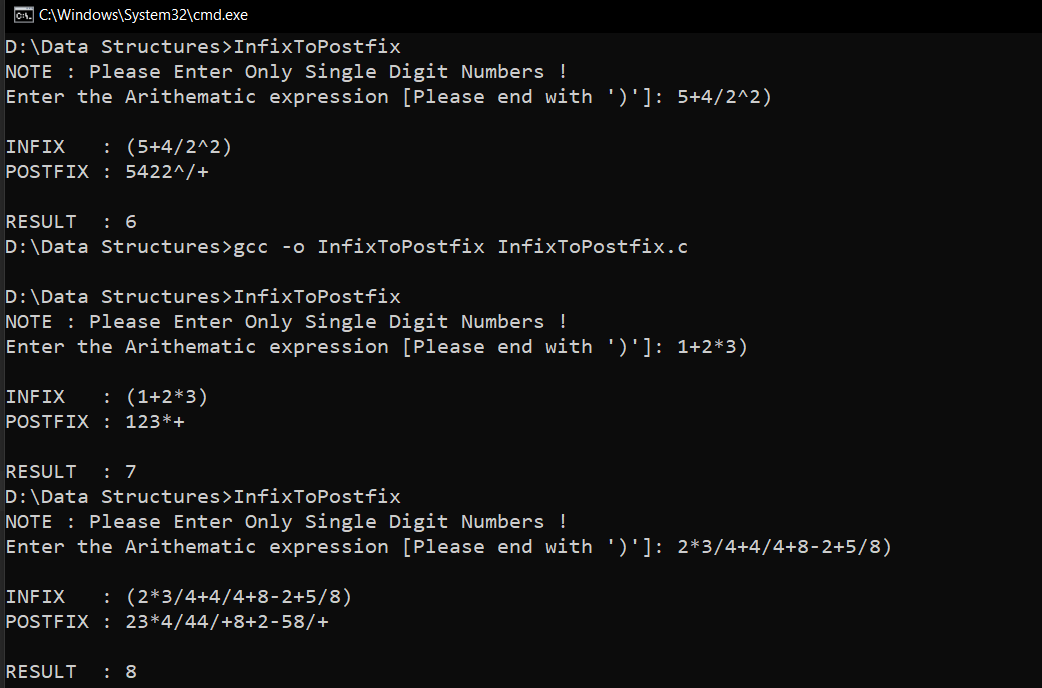 C:\Windows\System32\cmd.exe
D:\Data Structures>InfixToPostfix
NOTE : Please Enter Only Single Digit Numbers !
Enter the Arithematic expression [Please end with ')']: 5+4/2^2)
INFIX   : (5+4/2^2)
POSTFIX : 5422^/+
RESULT  : 6
D:\Data Structures>gcc -o InfixToPostfix InfixToPostfix.c
D:\Data Structures>InfixToPostfix
NOTE : Please Enter Only Single Digit Numbers !
Enter the Arithematic expression [Please end with ')']: 1+2*3)
INFIX   : (1+2*3)
POSTFIX : 123*+
RESULT  : 7
D:\Data Structures>InfixToPostfix
NOTE : Please Enter Only Single Digit Numbers !
Enter the Arithematic expression [Please end with ')']: 2*3/4+4/4+8-2+5/8)
INFIX   : (2*3/4+4/4+8-2+5/8)
POSTFIX : 23*4/44/+8+2-58/+
RESULT  : 8